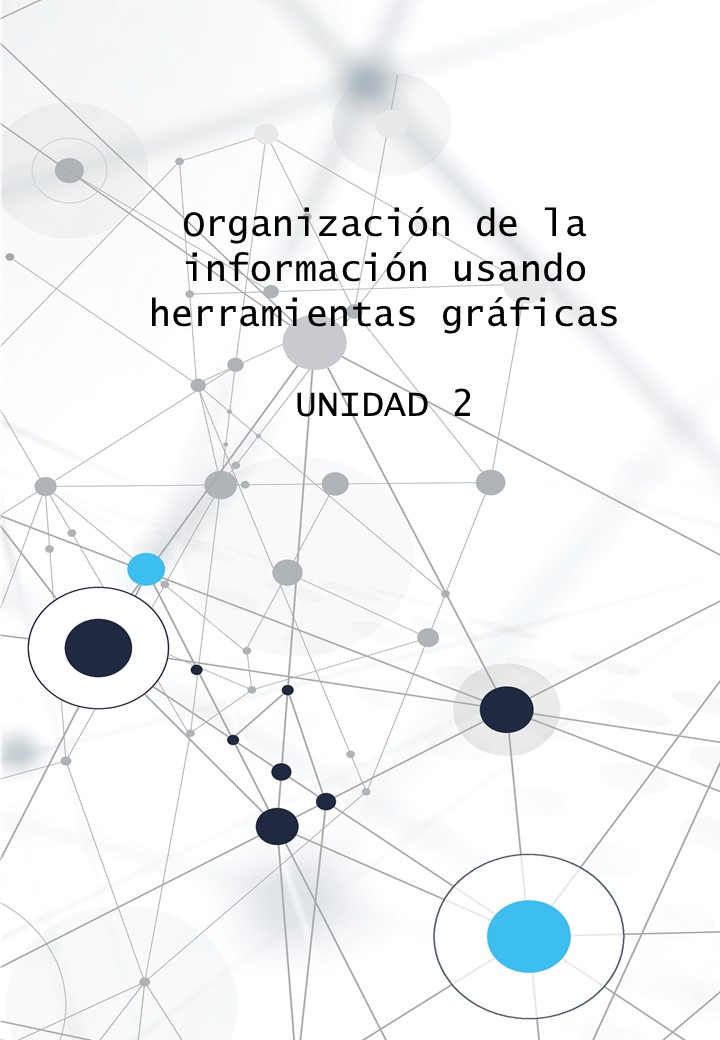 Organización de la
información usando
herramientas gráficas
UNIDAD 2